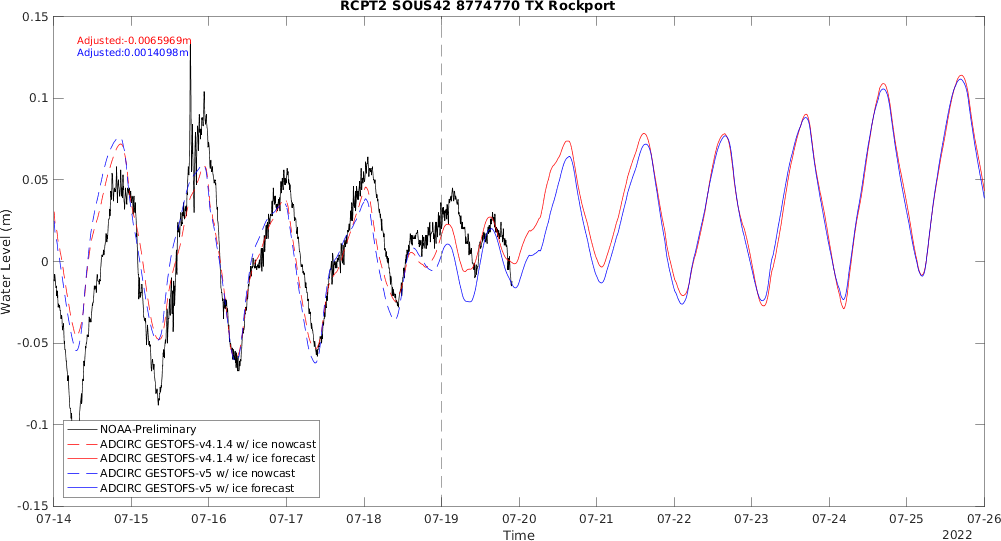 RCPT2 SOUS42 8774770 TX Rockport
0.15
Adjusted:-0.0065969m
Adjusted:0.0014098m
0.1
0.05
0
-0.05
-0.1
-0.15
Water Level (m)
NOAA-Preliminary
ADCIRC GESTOFS-v4.1.4 w/ ice nowcast
ADCIRC GESTOFS-v4.1.4 w/ ice forecast
ADCIRC GESTOFS-v5 w/ ice nowcast
ADCIRC GESTOFS-v5 w/ ice forecast
07-14 07-15 07-16 07-17 07-18 07-19 07-20 07-21 07-22 07-23 07-24 07-25 07-26
Time
2022